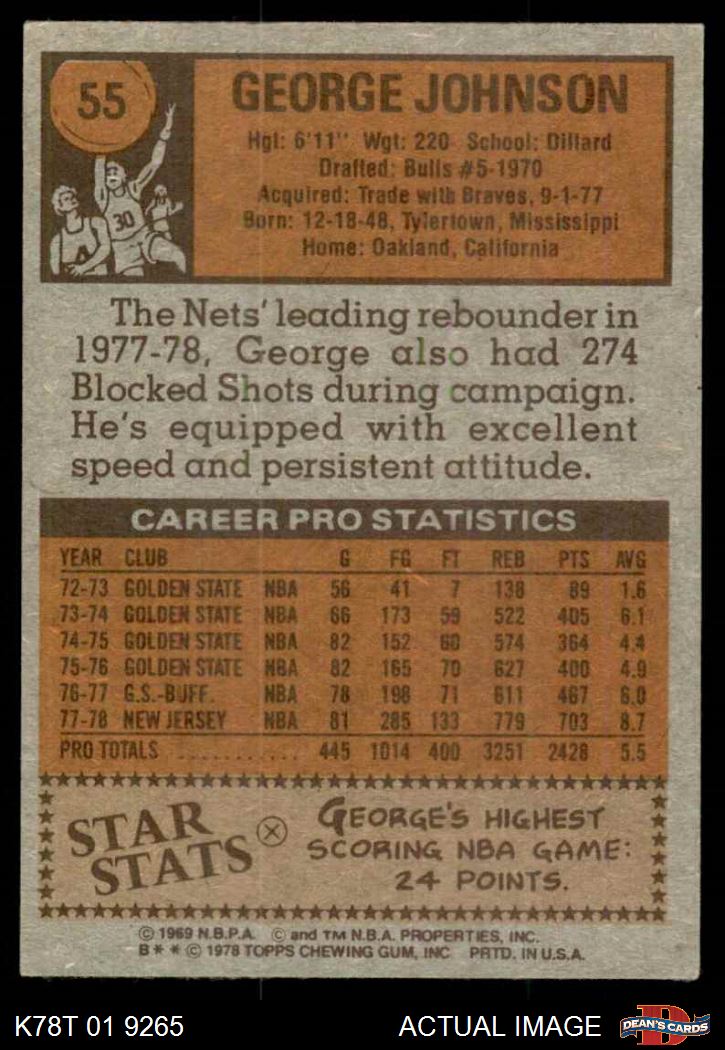 55
GEORGE JOHNSON
Hgt: 6'11" Wgt: 220 School: Dillard
Drafted: Bulls #5-1970
Acquired: Trade with Braves, 9-1-77
Born: 12-18-48, Tylertown, Mississippi
Home: Oakland, California
30
4
The Nets' leading rebounder in
1977-78, George also had 274
Blocked Shots during campaign.
He's equipped with excellent
speed and persistent attitude.
CAREER PRO STATISTICS
YEAR CLUB G FG FT REB PTS AVG
72-73 GOLDEN STATE NBA 56 41 7 138 89 1.6
73-74 GOLDEN STATE NBA 66 173 59 522 405 6.1
74-75 GOLDEN STATE NBA 82 152 60 574 364 4.4
75-76 GOLDEN STATE NBA 82 165 70 627 400 4.9
76-77 G.S.-BUFF. NBA 78 198 71 611 467 6.0
77-78 NEW JERSEY NBA 81 285 133 779 703 8.7
PRO TOTALS .......... 445 1014 400 3251 2428 5.5
STAR
STATS
GEORGE'S HIGHEST
SCORING NBA GAME:
24 POINTS.
© 1969 N.B.P.A. © and TM N.B.A. PROPERTIES, INC.
B * * © 1978 TOPPS CHEWING GUM, INC PRTD. IN U.S.A.
K78T 01 9265 ACTUAL IMAGE
D
DEAN'S CARDS